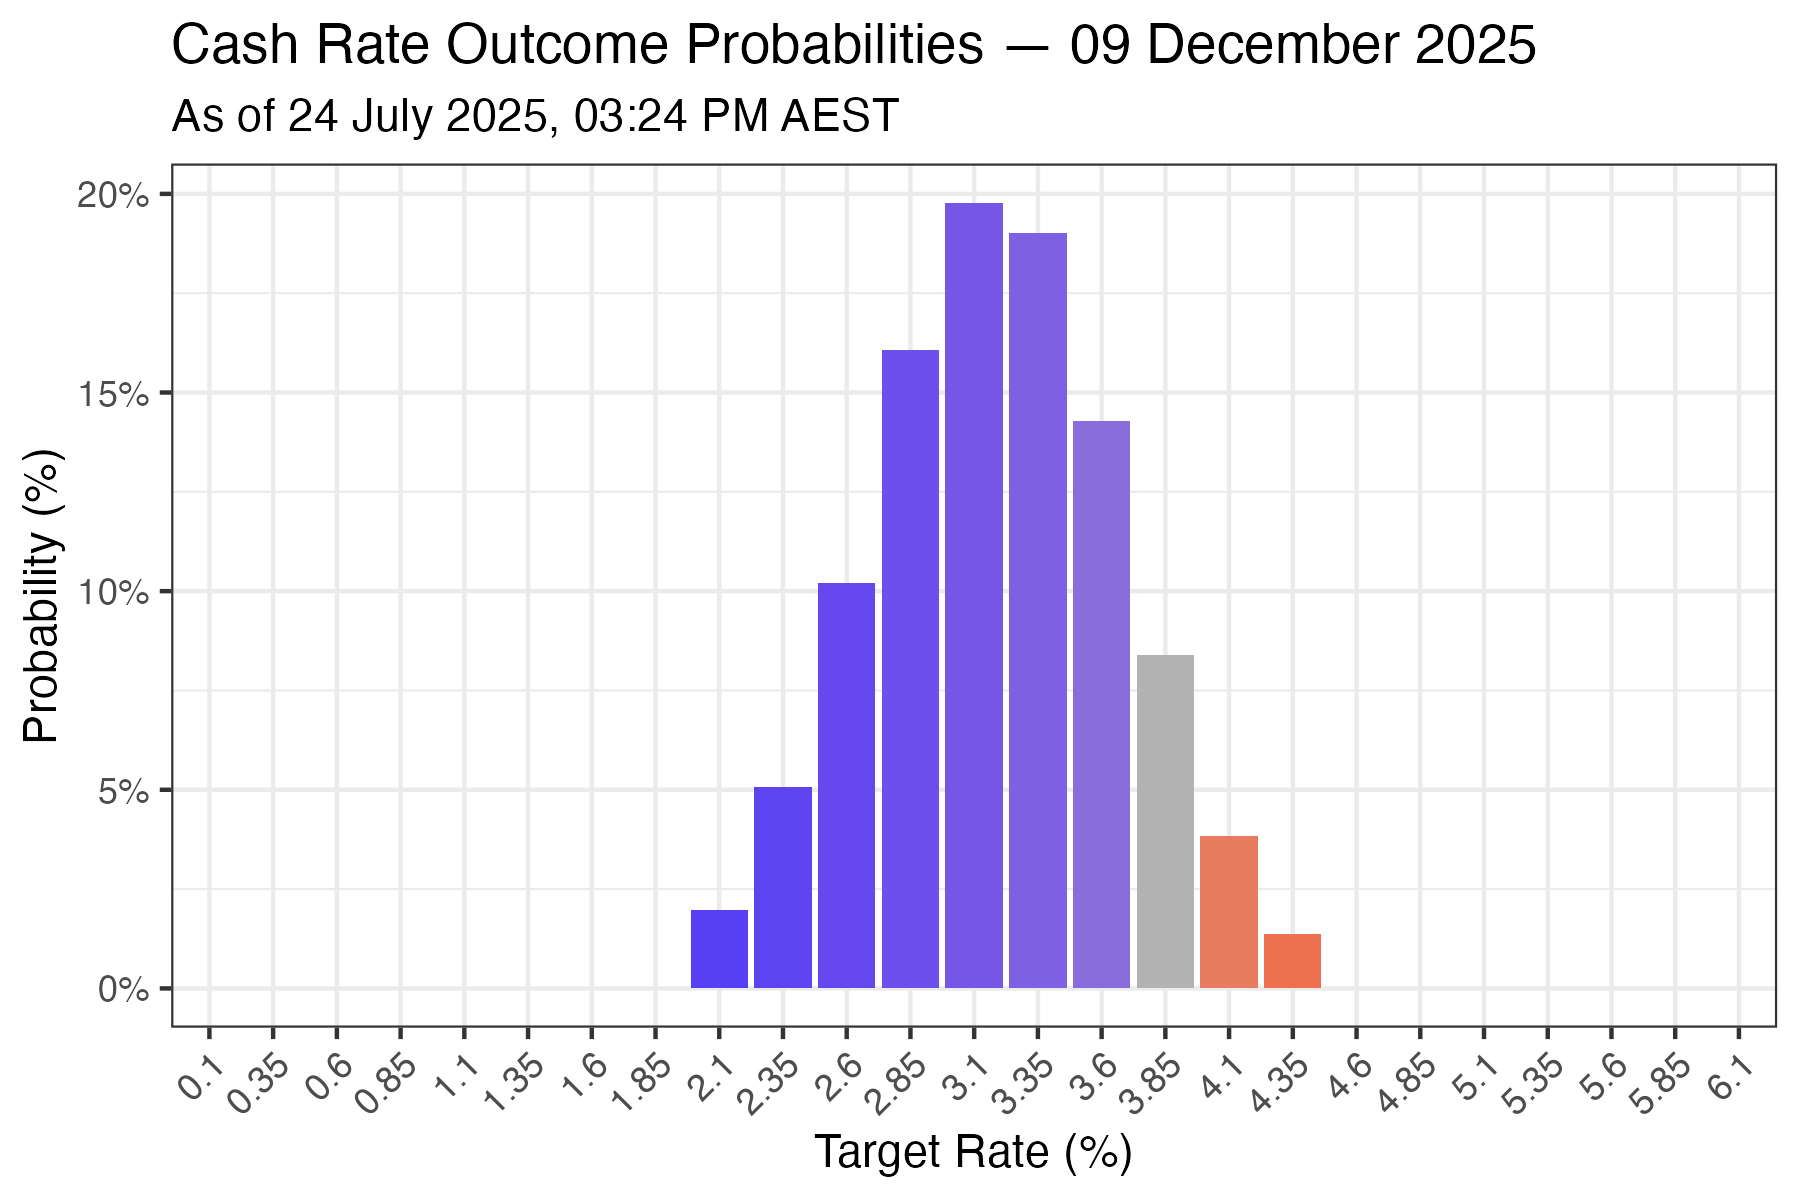 Cash Rate Outcome Probabilities — 09 December 2025
As of 24 July 2025, 03:24 PM AEST
Probability (%)
20%
15%
10%
5%
0%
0.1 0.35 0.6 0.85 1.1 1.35 1.6 1.85 2.1 2.35 2.6 2.85 3.1 3.35 3.6 3.85 4.1 4.35 4.6 4.85 5.1 5.35 5.6 5.85 6.1
Target Rate (%)